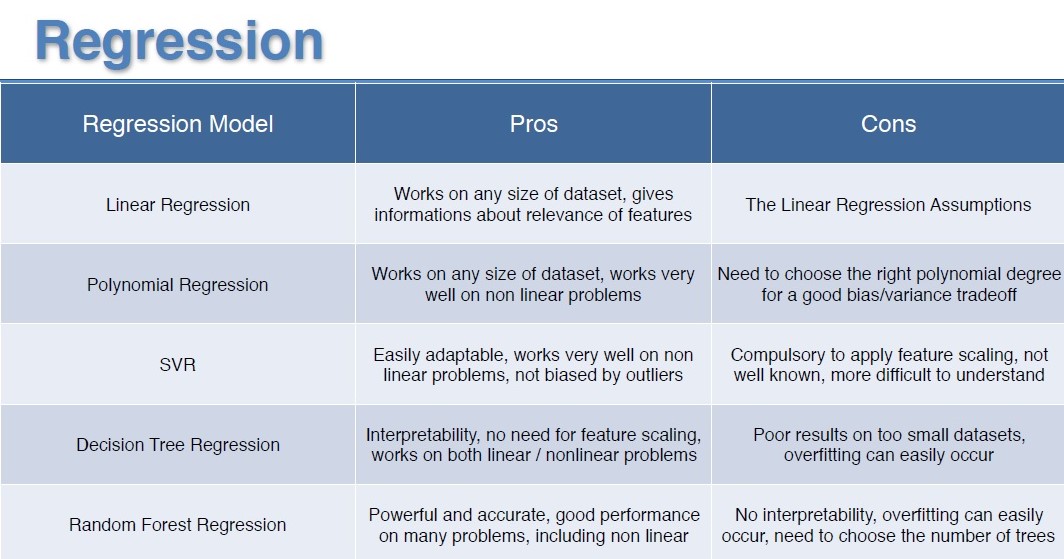 Regression
Regression Model
Pros
Cons
Linear Regression
Works on any size of dataset, gives
informations about relevance of features
The Linear Regression Assumptions
Polynomial Regression
Works on any size of dataset, works very
well on non linear problems
Need to choose the right polynomial degree
for a good bias/variance tradeoff
SVR
Easily adaptable, works very well on non
linear problems, not biased by outliers
Compulsory to apply feature scaling, not
well known, more difficult to understand
Decision Tree Regression
Interpretability, no need for feature scaling,
works on both linear / nonlinear problems
Poor results on too small datasets,
overfitting can easily occur
Random Forest Regression
Powerful and accurate, good performance
on many problems, including non linear
No interpretability, overfitting can easily
occur, need to choose the number of trees